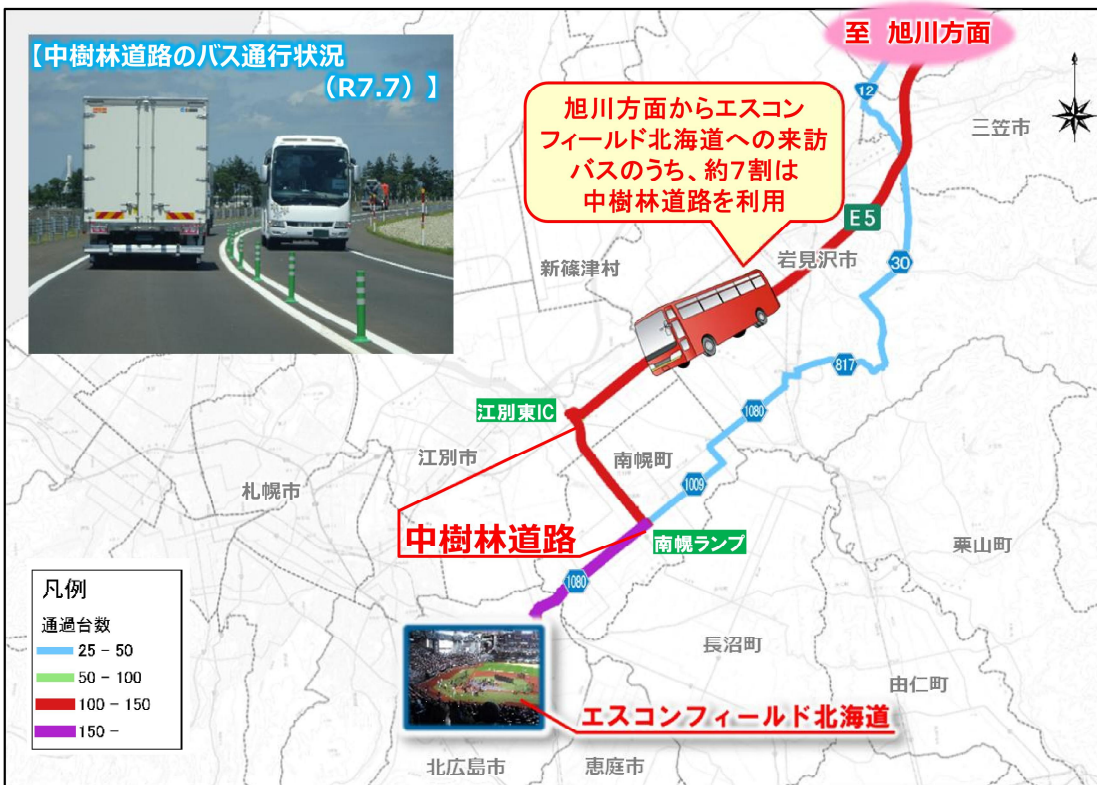 【中樹林道路のバス通行状況
（R7.7）】
至 旭川方面
12
三笠市
旭川方面からエスコン
フィールド北海道への来訪
バスのうち、約7割は
中樹林道路を利用
E5
岩見沢市
新篠津村
30
817
江別東IC
1080
江別市
南幌町
札幌市
1009
中樹林道路
南幌ランプ
栗山町
1080
凡例
通過台数
25 - 50
50 - 100
100 - 150
150 -
長沼町
由仁町
エスコンフィールド北海道
北広島市
恵庭市